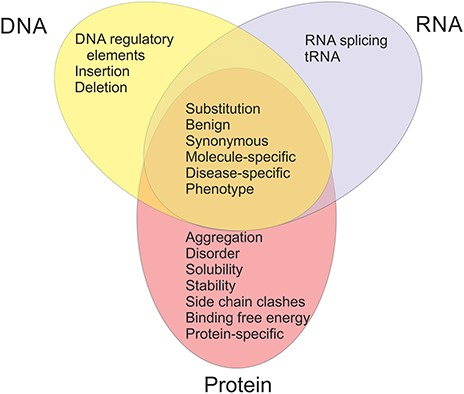 DNA
RNA
DNA regulatory
elements
Insertion
Deletion
RNA splicing
tRNA
Substitution
Benign
Synonymous
Molecule-specific
Disease-specific
Phenotype
Aggregation
Disorder
Solubility
Stability
Side chain clashes
Binding free energy
Protein-specific
Protein